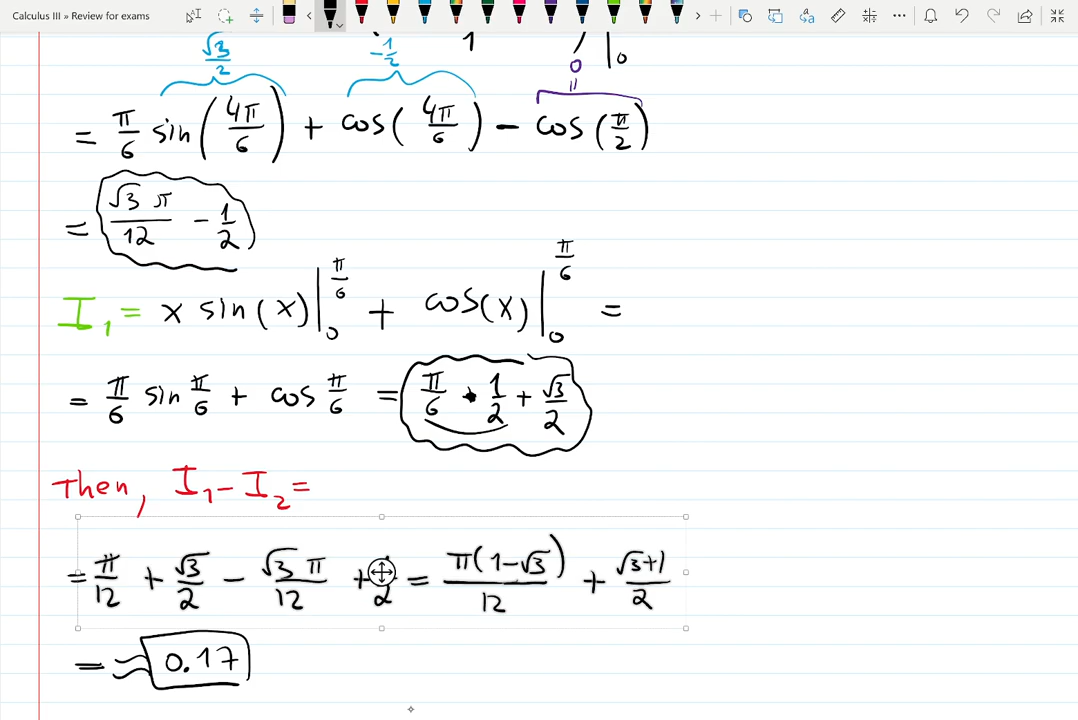 Calculus III » Review for exams
√3/2 -1/2 1 0 | 0
= π/6 sin(4π/6) + cos(4π/6) - cos(π/2)
= √3 π/12 - 1/2
I₁ = x sin(x) |₀^(π/6) + cos(x) |₀^(π/6) =
= π/6 sin π/6 + cos π/6 = π/6 · 1/2 + √3/2
Then, I₁ - I₂ =
= π/12 + √3/2 - √3 π/12 + /2 = π(1-√3)/12 + √3+1/2
= ≈ 0.17